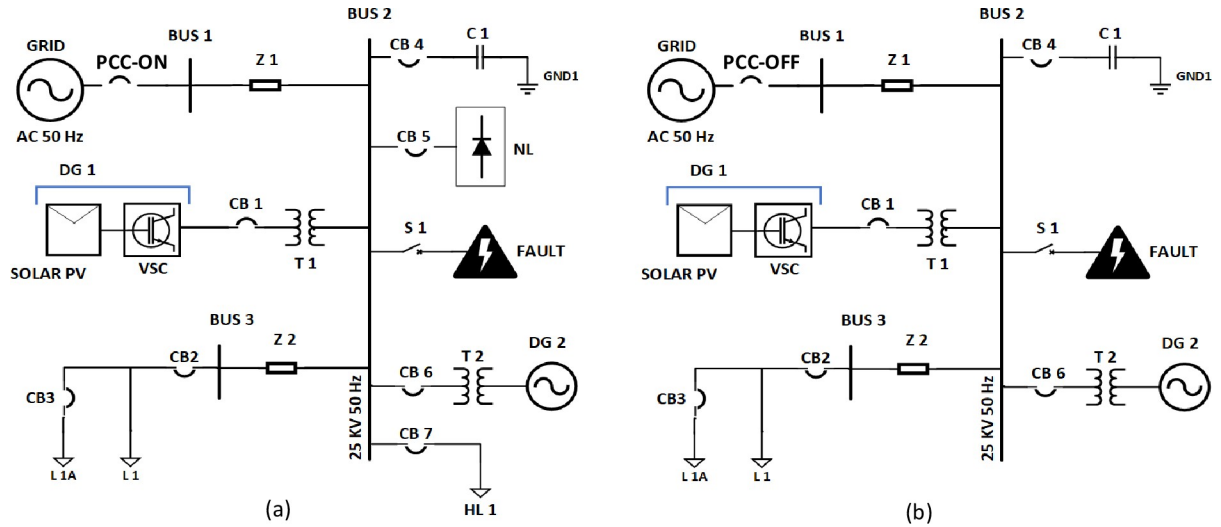 BUS 2
CB 4
C 1
GND1
GRID
PCC-ON
BUS 1
Z 1
AC 50 Hz
CB 5
NL
DG 1
CB 1
SOLAR PV
VSC
T 1
S 1
FAULT
BUS 3
Z 2
CB2
CB3
L 1A
L 1
CB 6
T 2
DG 2
25 KV 50 Hz
CB 7
HL 1
(a)
BUS 2
CB 4
C 1
GND1
GRID
PCC-OFF
BUS 1
Z 1
AC 50 Hz
DG 1
CB 1
SOLAR PV
VSC
T 1
S 1
FAULT
BUS 3
Z 2
CB2
CB3
L 1A
L 1
CB 6
T 2
DG 2
25 KV 50 Hz
(b)